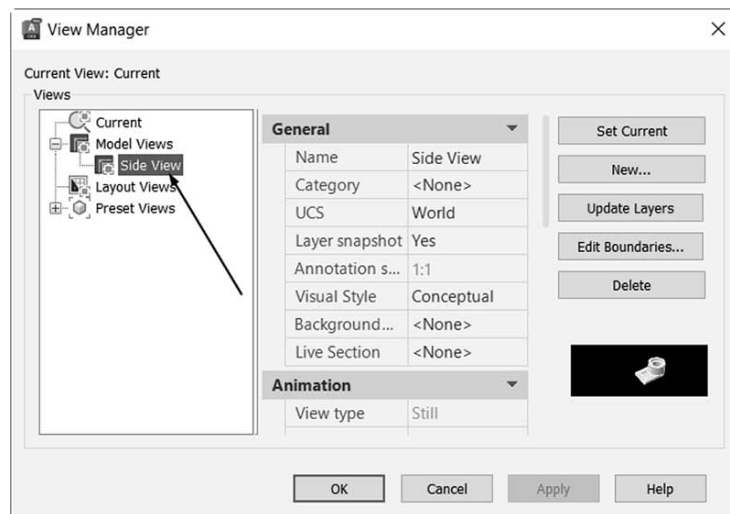 View Manager
Current View: Current
Views
Current
Model Views
Side View
Layout Views
Preset Views
General
Name Side View
Category <None>
UCS World
Layer snapshot Yes
Annotation s... 1:1
Visual Style Conceptual
Background... <None>
Live Section <None>
Animation
View type Still
Set Current
New...
Update Layers
Edit Boundaries...
Delete
OK Cancel Apply Help